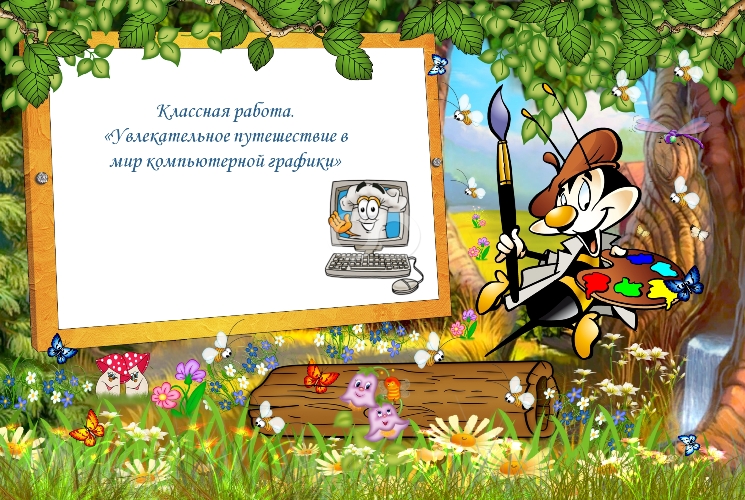 Классная работа.
«Увлекательное путешествие в
мир компьютерной графики»